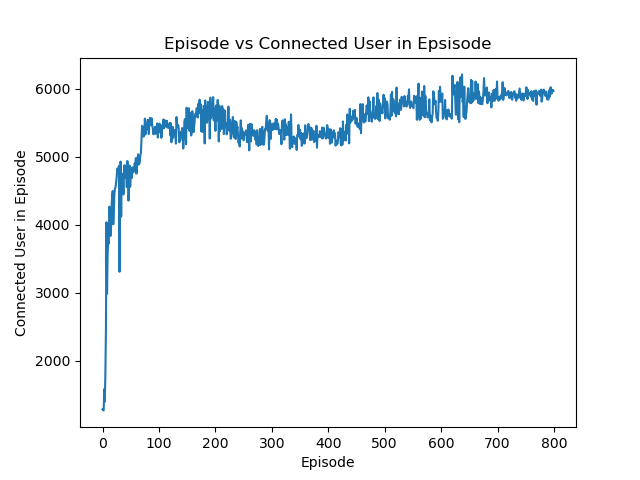 Episode vs Connected User in Epsisode
6000
5000
4000
3000
2000
Connected User in Episode
0 100 200 300 400 500 600 700 800
Episode